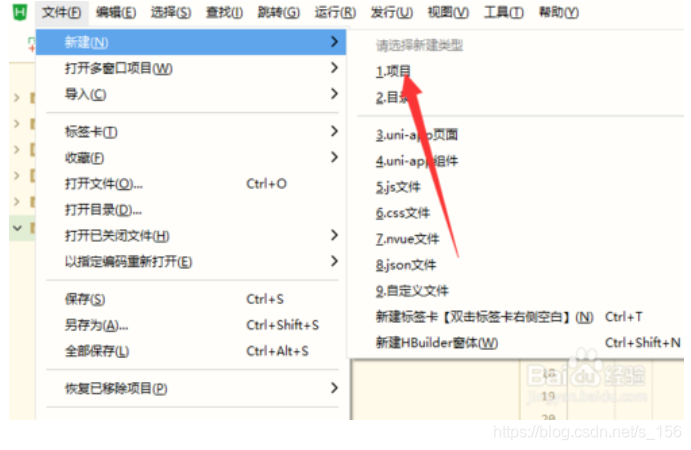 H 文件(F) 编辑(E) 选择(S) 查找(I) 跳转(G) 运行(R) 发行(U) 视图(V) 工具(T) 帮助(Y)
新建(N)
打开多窗口项目(W)
导入(C)
标签卡(T)
收藏(F)
打开文件(O)... Ctrl+O
打开目录(D)...
打开已关闭文件(H)
以指定编码重新打开(E)
保存(S) Ctrl+S
另存为(A)... Ctrl+Shift+S
全部保存(L) Ctrl+Alt+S
恢复已移除项目(P)
请选择新建类型
1.项目
2.目录
3.uni-app页面
4.uni-app组件
5.js文件
6.css文件
7.nvue文件
8.json文件
9.自定义文件
新建标签卡【双击标签卡右侧空白】(N) Ctrl+T
新建HBuilder窗体(W) Ctrl+Shift+N
18
19
20
Baidu 经验
jingyan.baidu.com
https://blog.csdn.net/s_156